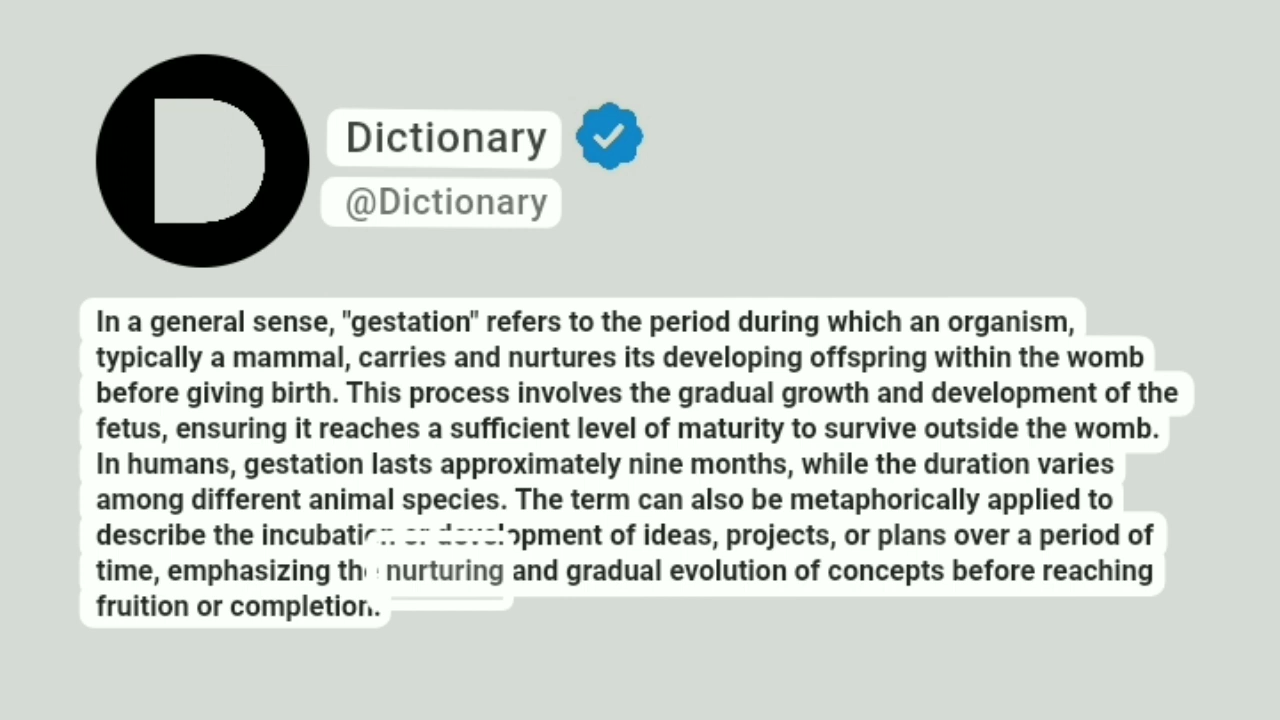 D
Dictionary
@Dictionary
In a general sense, "gestation" refers to the period during which an organism,
typically a mammal, carries and nurtures its developing offspring within the womb
before giving birth. This process involves the gradual growth and development of the
fetus, ensuring it reaches a sufficient level of maturity to survive outside the womb.
In humans, gestation lasts approximately nine months, while the duration varies
among different animal species. The term can also be metaphorically applied to
describe the incubation or development of ideas, projects, or plans over a period of
time, emphasizing the nurturing and gradual evolution of concepts before reaching
fruition or completion.